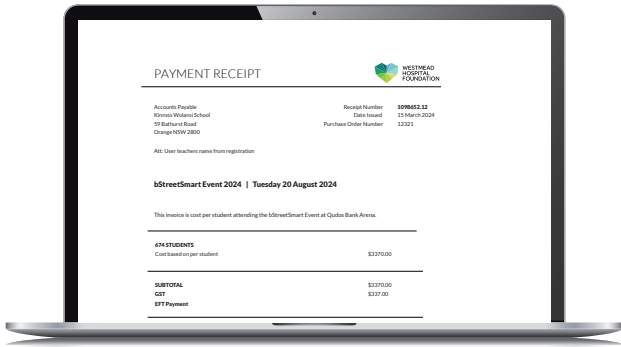 PAYMENT RECEIPT
WESTMEAD
HOSPITAL
FOUNDATION
Accounts Payable
Kinross Wolaroi School
59 Bathurst Road
Orange NSW 2800
Receipt Number 1098652.12
Date Issued 15 March 2024
Purchase Order Number 12321
Att: User teachers name from registration
bStreetSmart Event 2024 | Tuesday 20 August 2024
This invoice is cost per student attending the bStreetSmart Event at Qudos Bank Arena.
674 STUDENTS
Cost based on per student $3370.00
SUBTOTAL $3370.00
GST $337.00
EFT Payment